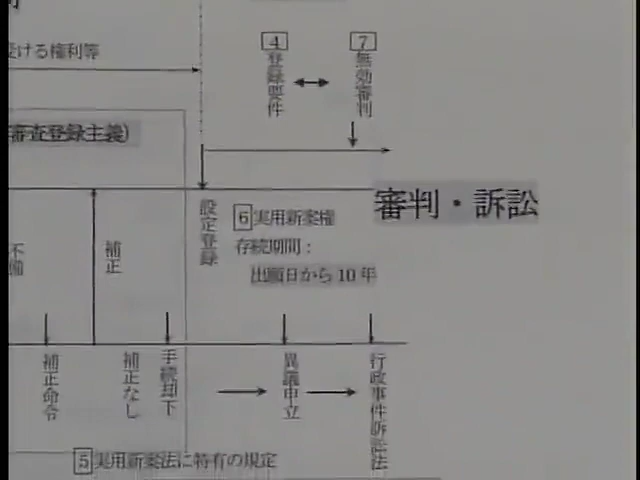 受ける権利等
4
登録要件
7
無効審判
審査登録主義)
審判・訴訟
設定登録
6 実用新案権
存続期間：
出願日から 10 年
不備
補正
補正命令
補正なし
手続却下
異議申立
行政事件訴訟法
5 実用新案法に特有の規定